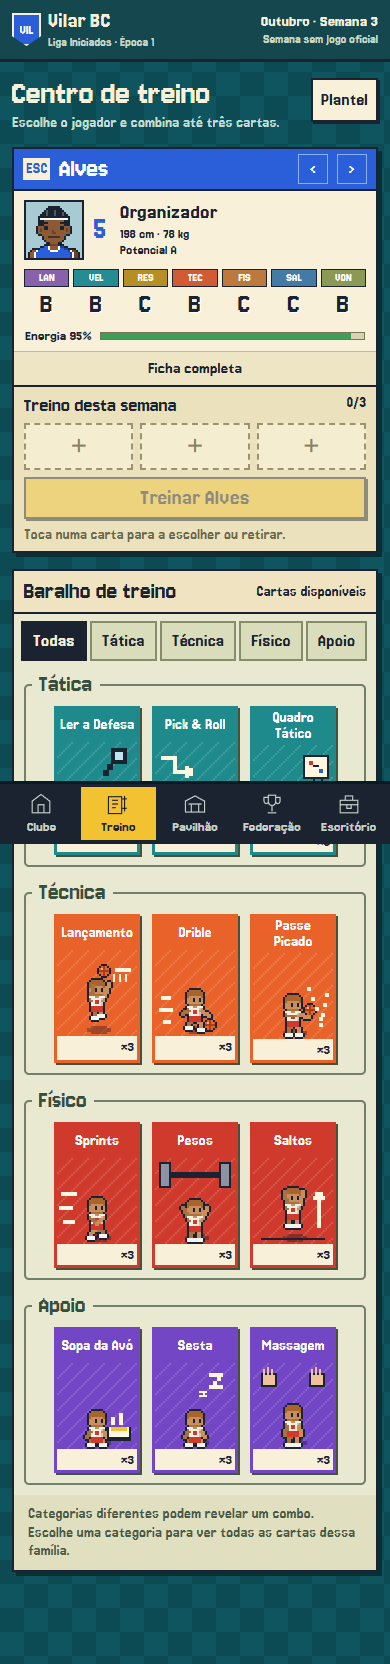 VIL
Vilar BC
Liga Iniciados · Época 1
Outubro · Semana 3
Semana sem jogo oficial
Centro de treino
Escolhe o jogador e combina até três cartas.
Plantel
ESC Alves
‹ ›
5
Organizador
198 cm · 78 kg
Potencial A
LAN VEL RES TEC FIS SAL VON
B B C B C C B
Energia 95%
Ficha completa
Treino desta semana 0/3
+ + +
Treinar Alves
Toca numa carta para a escolher ou retirar.
Baralho de treino Cartas disponíveis
Todas Tática Técnica Físico Apoio
Tática
Ler a Defesa Pick & Roll Quadro Tático
Clube Treino Pavilhão Federação Escritório
Técnica
Lançamento Drible Passe Picado
×3 ×3 ×3
Físico
Sprints Pesos Saltos
×3 ×3 ×3
Apoio
Sopa da Avó Sesta Massagem
×3 ×3 ×3
Categorias diferentes podem revelar um combo.
Escolhe uma categoria para ver todas as cartas dessa
família.